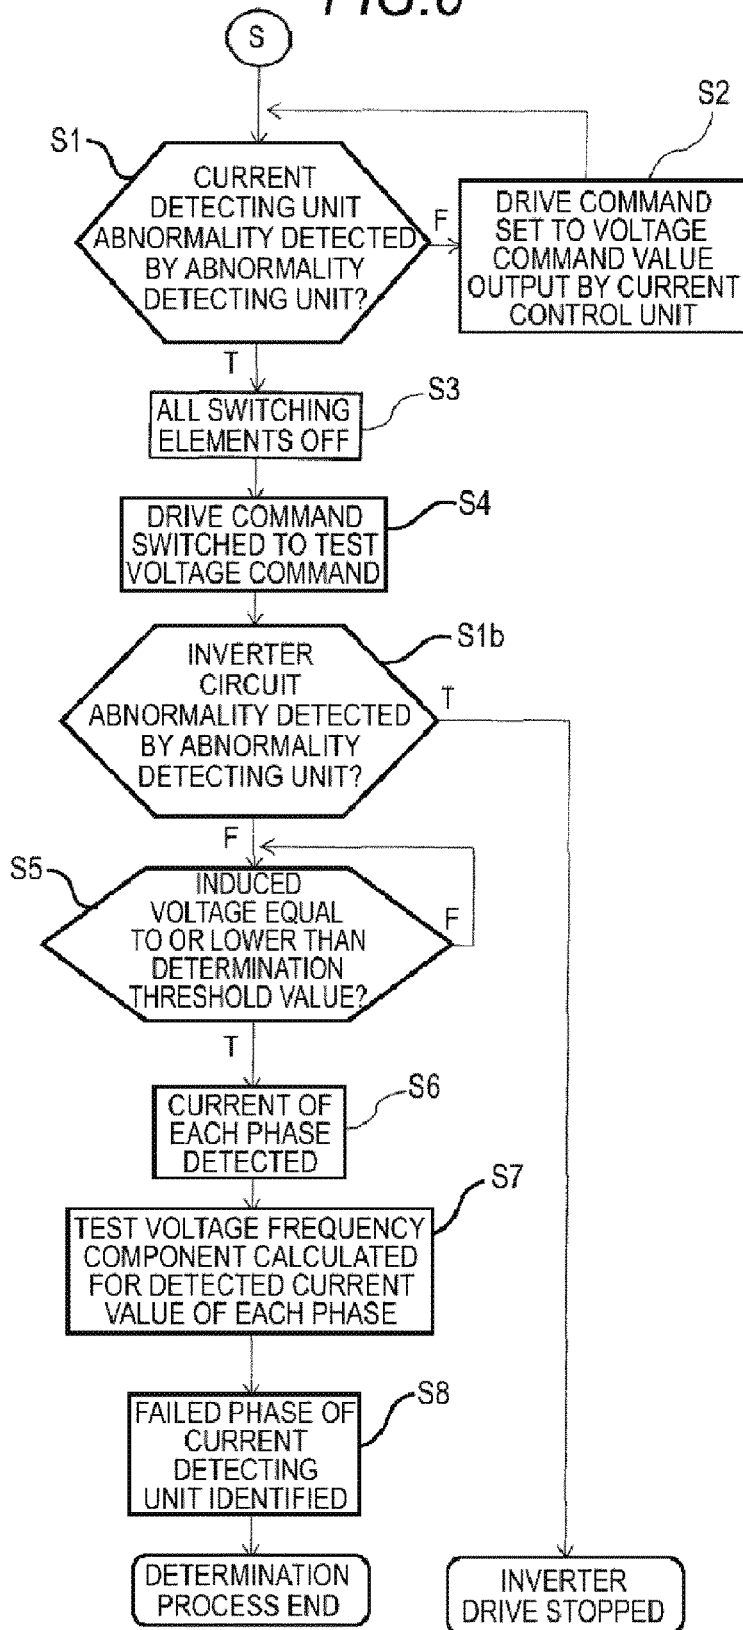 S
S1
CURRENT
DETECTING UNIT
ABNORMALITY DETECTED
BY ABNORMALITY
DETECTING UNIT?
F
S2
DRIVE COMMAND
SET TO VOLTAGE
COMMAND VALUE
OUTPUT BY CURRENT
CONTROL UNIT
T
S3
ALL SWITCHING
ELEMENTS OFF
S4
DRIVE COMMAND
SWITCHED TO TEST
VOLTAGE COMMAND
S1b
INVERTER
CIRCUIT
ABNORMALITY DETECTED
BY ABNORMALITY
DETECTING UNIT?
T
F
S5
INDUCED
VOLTAGE EQUAL
TO OR LOWER THAN
DETERMINATION
THRESHOLD VALUE?
F
T
S6
CURRENT OF
EACH PHASE
DETECTED
S7
TEST VOLTAGE FREQUENCY
COMPONENT CALCULATED
FOR DETECTED CURRENT
VALUE OF EACH PHASE
S8
FAILED PHASE OF
CURRENT
DETECTING
UNIT IDENTIFIED
DETERMINATION
PROCESS END
INVERTER
DRIVE STOPPED